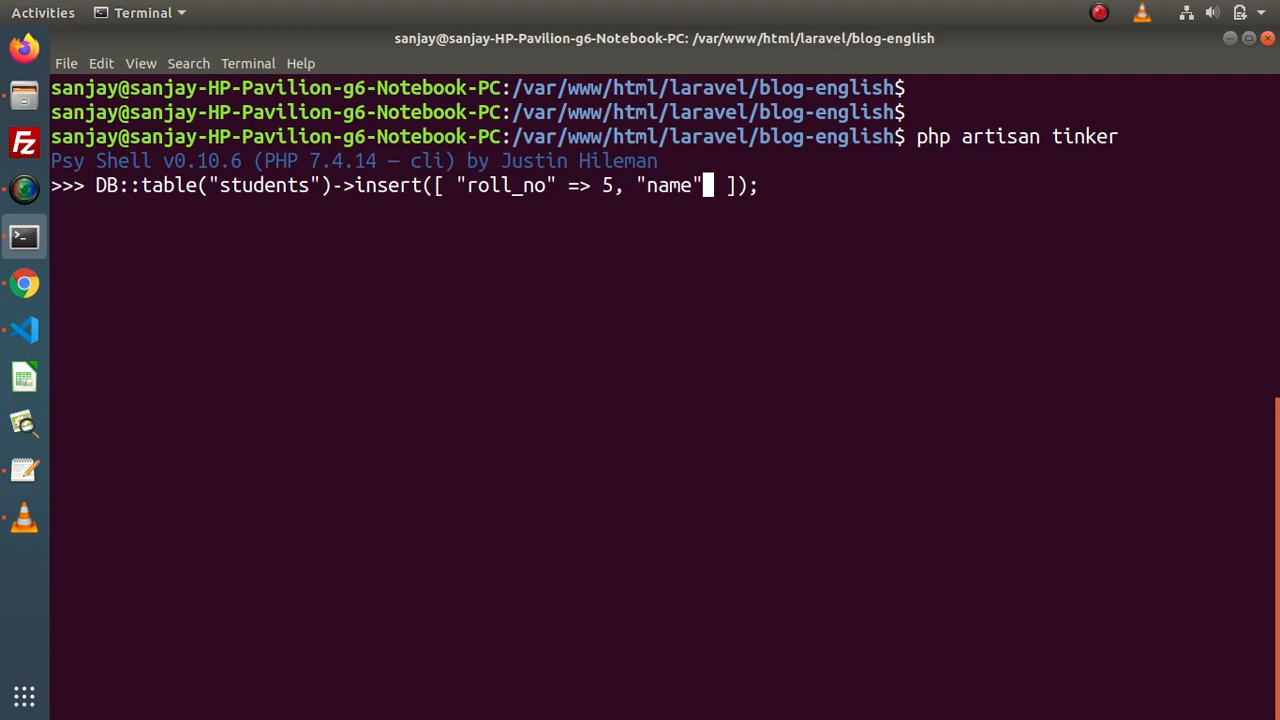 Activities Terminal
sanjay@sanjay-HP-Pavilion-g6-Notebook-PC: /var/www/html/laravel/blog-english
File Edit View Search Terminal Help
sanjay@sanjay-HP-Pavilion-g6-Notebook-PC:/var/www/html/laravel/blog-english$
sanjay@sanjay-HP-Pavilion-g6-Notebook-PC:/var/www/html/laravel/blog-english$
sanjay@sanjay-HP-Pavilion-g6-Notebook-PC:/var/www/html/laravel/blog-english$ php artisan tinker
Psy Shell v0.10.6 (PHP 7.4.14 — cli) by Justin Hileman
>>> DB::table("students")->insert([ "roll_no" => 5, "name" ]);